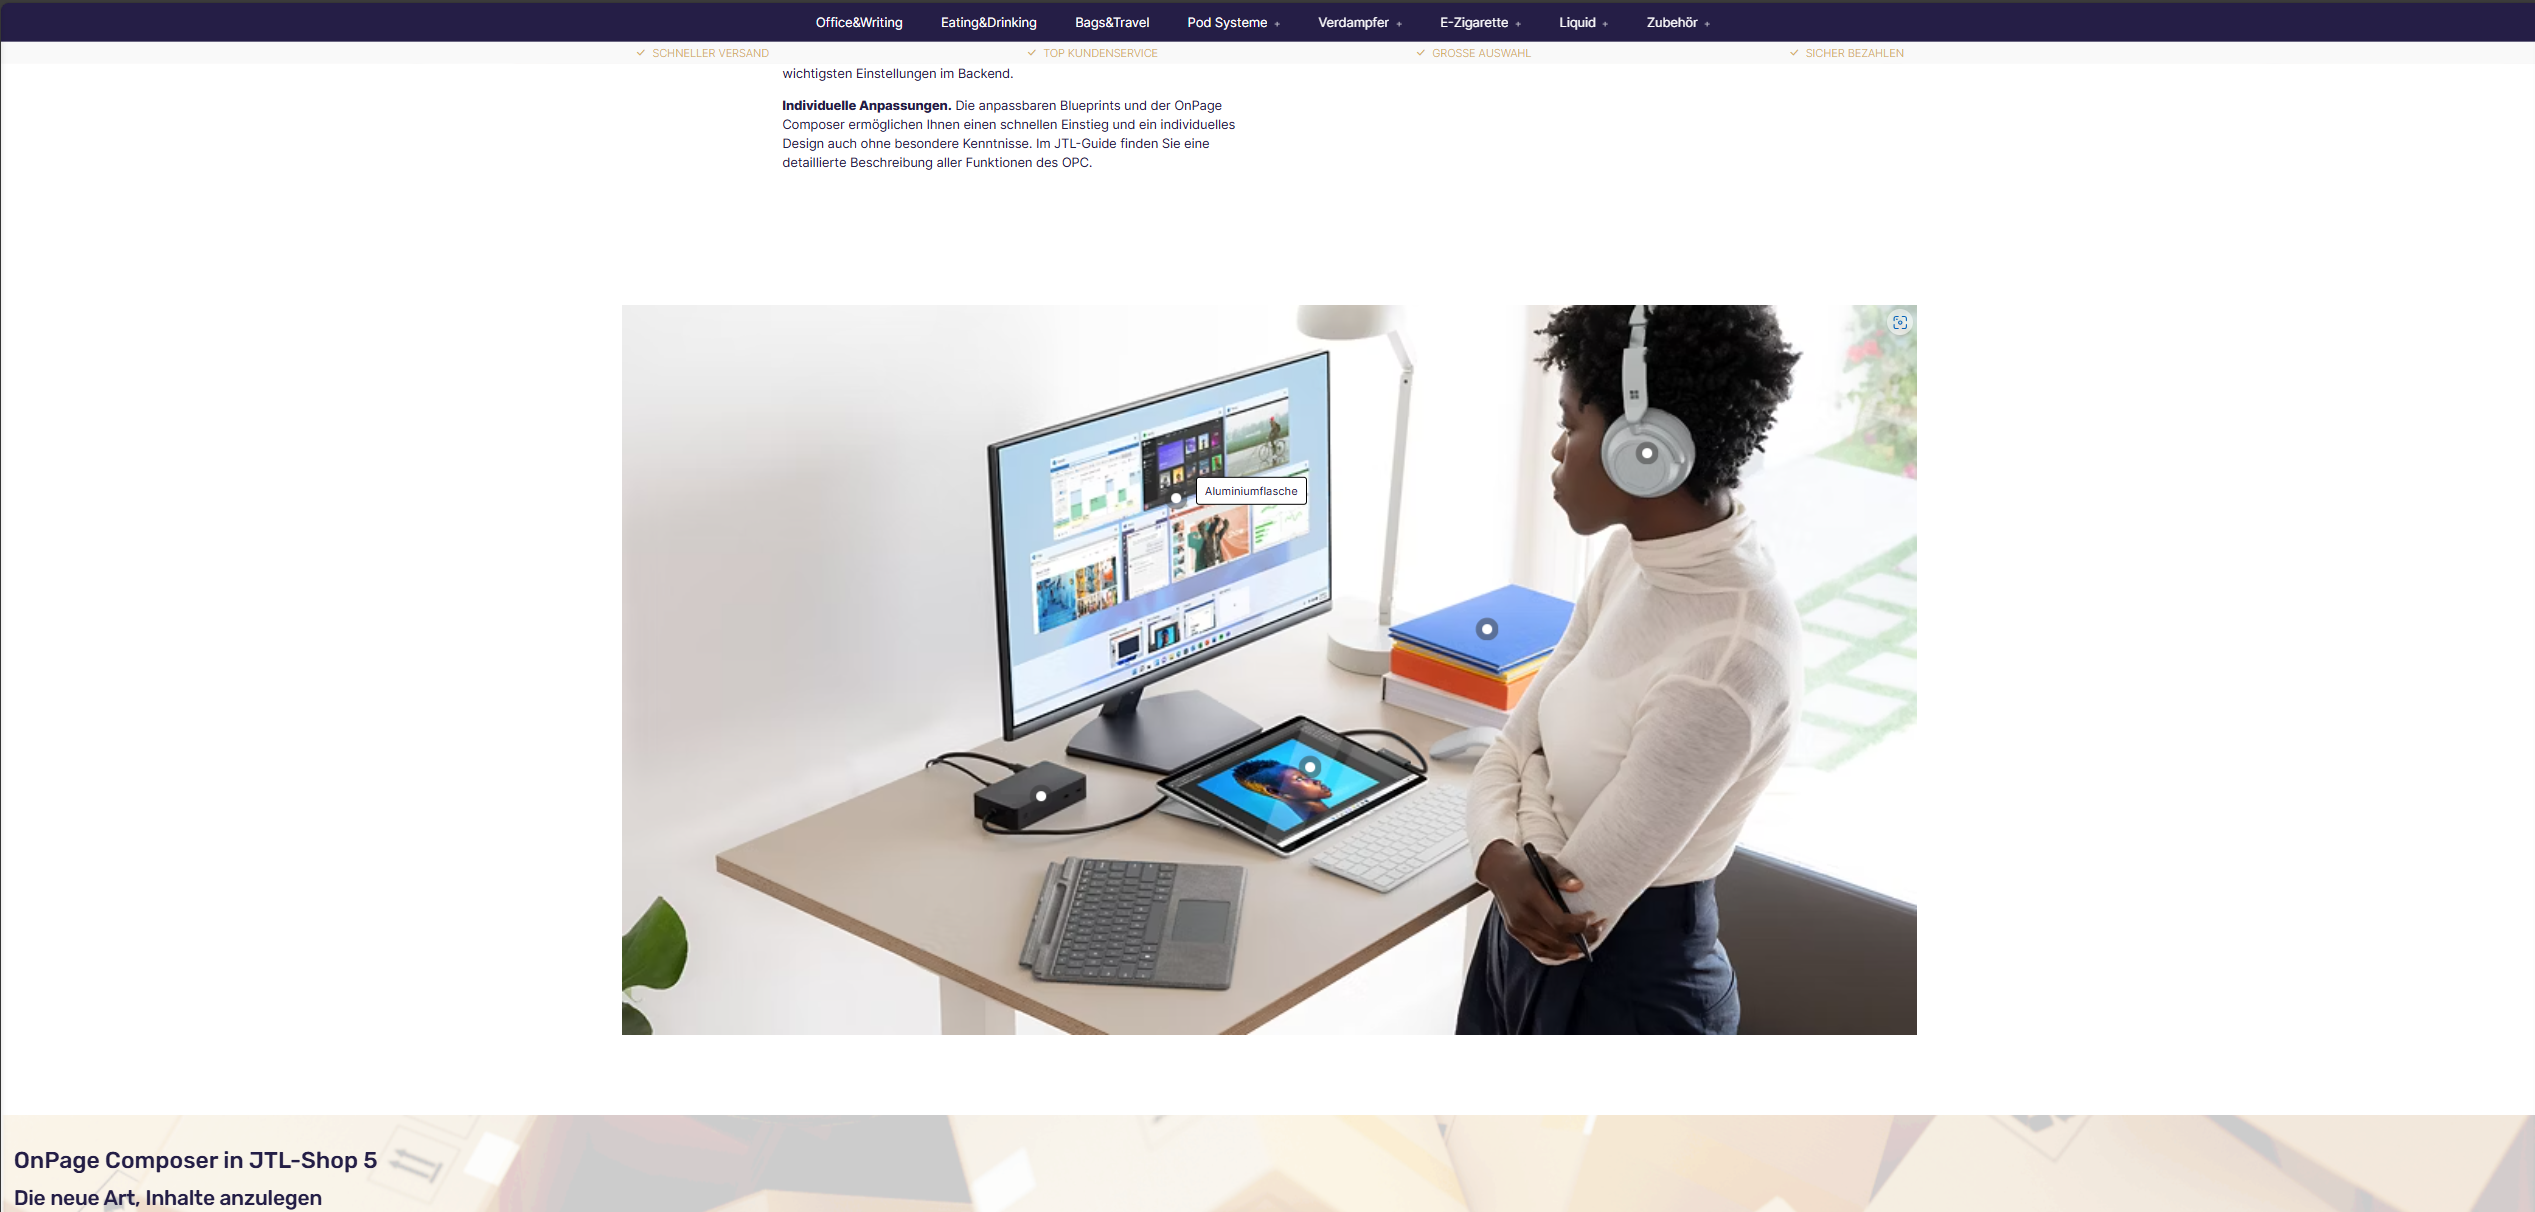 Office&Writing Eating&Drinking Bags&Travel Pod Systeme + Verdampfer + E-Zigarette + Liquid + Zubehör +
SCHNELLER VERSAND TOP KUNDENSERVICE GROSSE AUSWAHL SICHER BEZAHLEN
wichtigsten Einstellungen im Backend.
Individuelle Anpassungen. Die anpassbaren Blueprints und der OnPage
Composer ermöglichen Ihnen einen schnellen Einstieg und ein individuelles
Design auch ohne besondere Kenntnisse. Im JTL-Guide finden Sie eine
detaillierte Beschreibung aller Funktionen des OPC.
Aluminiumflasche
OnPage Composer in JTL-Shop 5
Die neue Art, Inhalte anzulegen